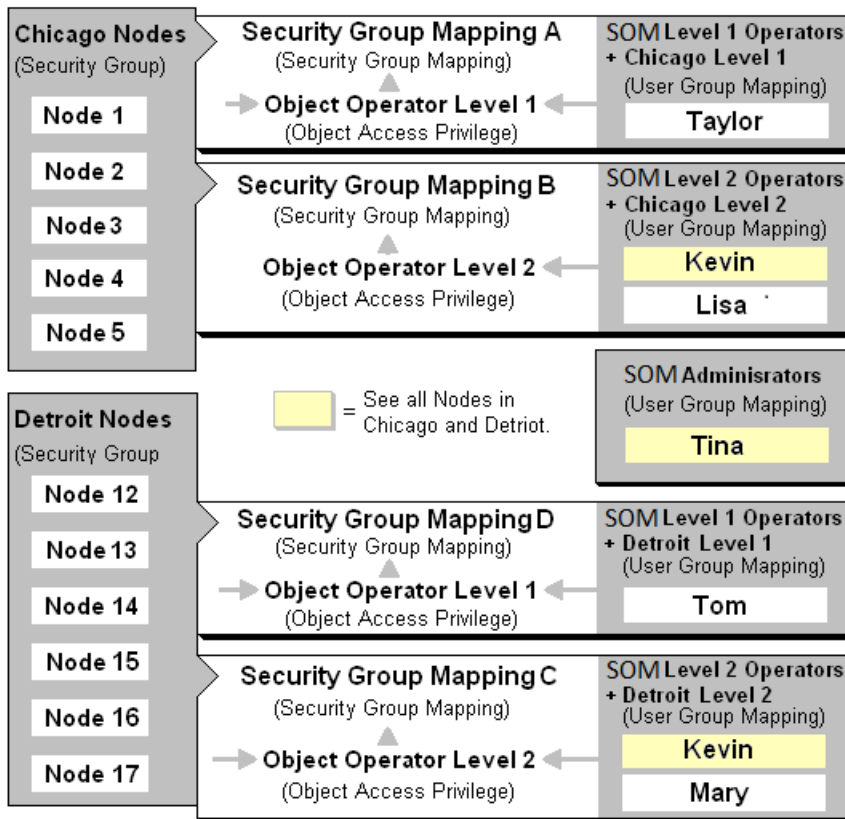 Chicago Nodes
(Security Group)
Node 1
Node 2
Node 3
Node 4
Node 5
Security Group Mapping A
(Security Group Mapping)
Object Operator Level 1
(Object Access Privilege)
SOM Level 1 Operators
+ Chicago Level 1
(User Group Mapping)
Taylor
Security Group Mapping B
(Security Group Mapping)
Object Operator Level 2
(Object Access Privilege)
SOM Level 2 Operators
+ Chicago Level 2
(User Group Mapping)
Kevin
Lisa
= See all Nodes in
Chicago and Detriot.
SOM Adminisrators
(User Group Mapping)
Tina
Detroit Nodes
(Security Group
Node 12
Node 13
Node 14
Node 15
Node 16
Node 17
Security Group Mapping D
(Security Group Mapping)
Object Operator Level 1
(Object Access Privilege)
SOM Level 1 Operators
+ Detroit Level 1
(User Group Mapping)
Tom
Security Group Mapping C
(Security Group Mapping)
Object Operator Level 2
(Object Access Privilege)
SOM Level 2 Operators
+ Detroit Level 2
(User Group Mapping)
Kevin
Mary